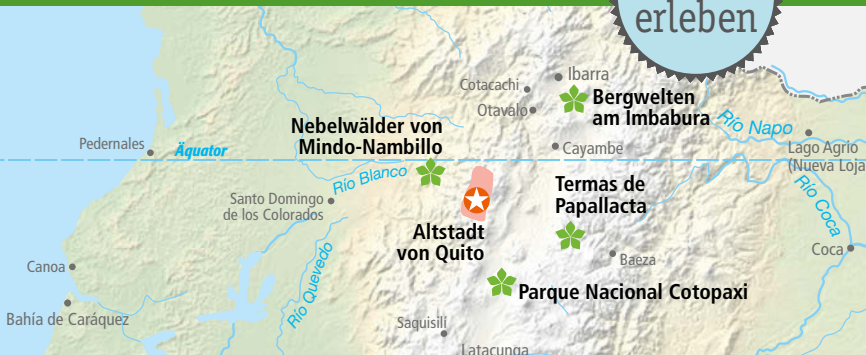 erleben
Cotacachi
Ibarra
Otavalo
Bergwelten
am Imbabura
Nebelwälder von
Mindo-Nambillo
Río Napo
Pedernales
Äquator
Cayambe
Lago Agrio
(Nueva Loja
Río Blanco
Termas de
Papallacta
Santo Domingo
de los Colorados
Río Coca
Altstadt
von Quito
Coca
Baeza
Canoa
Río Quevedo
Parque Nacional Cotopaxi
Bahía de Caráquez
Saquisilí
Latacunga